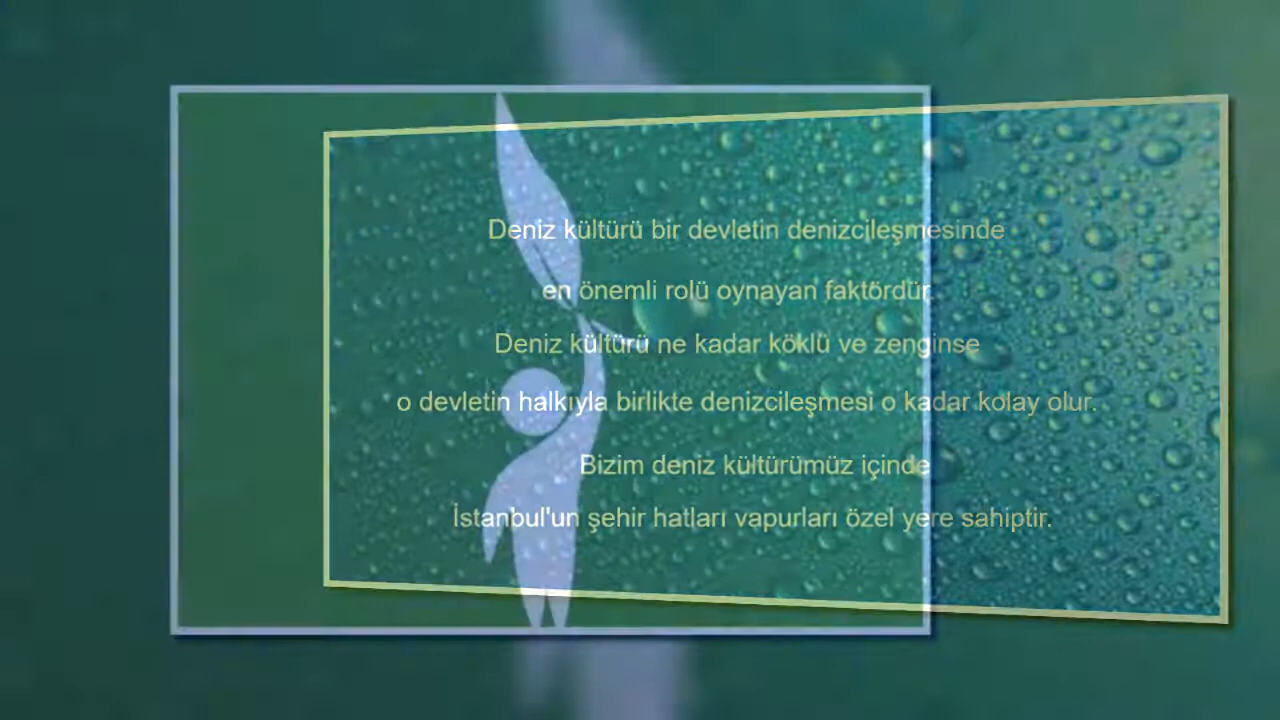 Deniz kültürü bir devletin denizcileşmesinde
en önemli rolü oynayan faktördür.
Deniz kültürü ne kadar köklü ve zenginse
o devletin halkıyla birlikte denizcileşmesi o kadar kolay olur.
Bizim deniz kültürümüz içinde
İstanbul'un şehir hatları vapurları özel yere sahiptir.